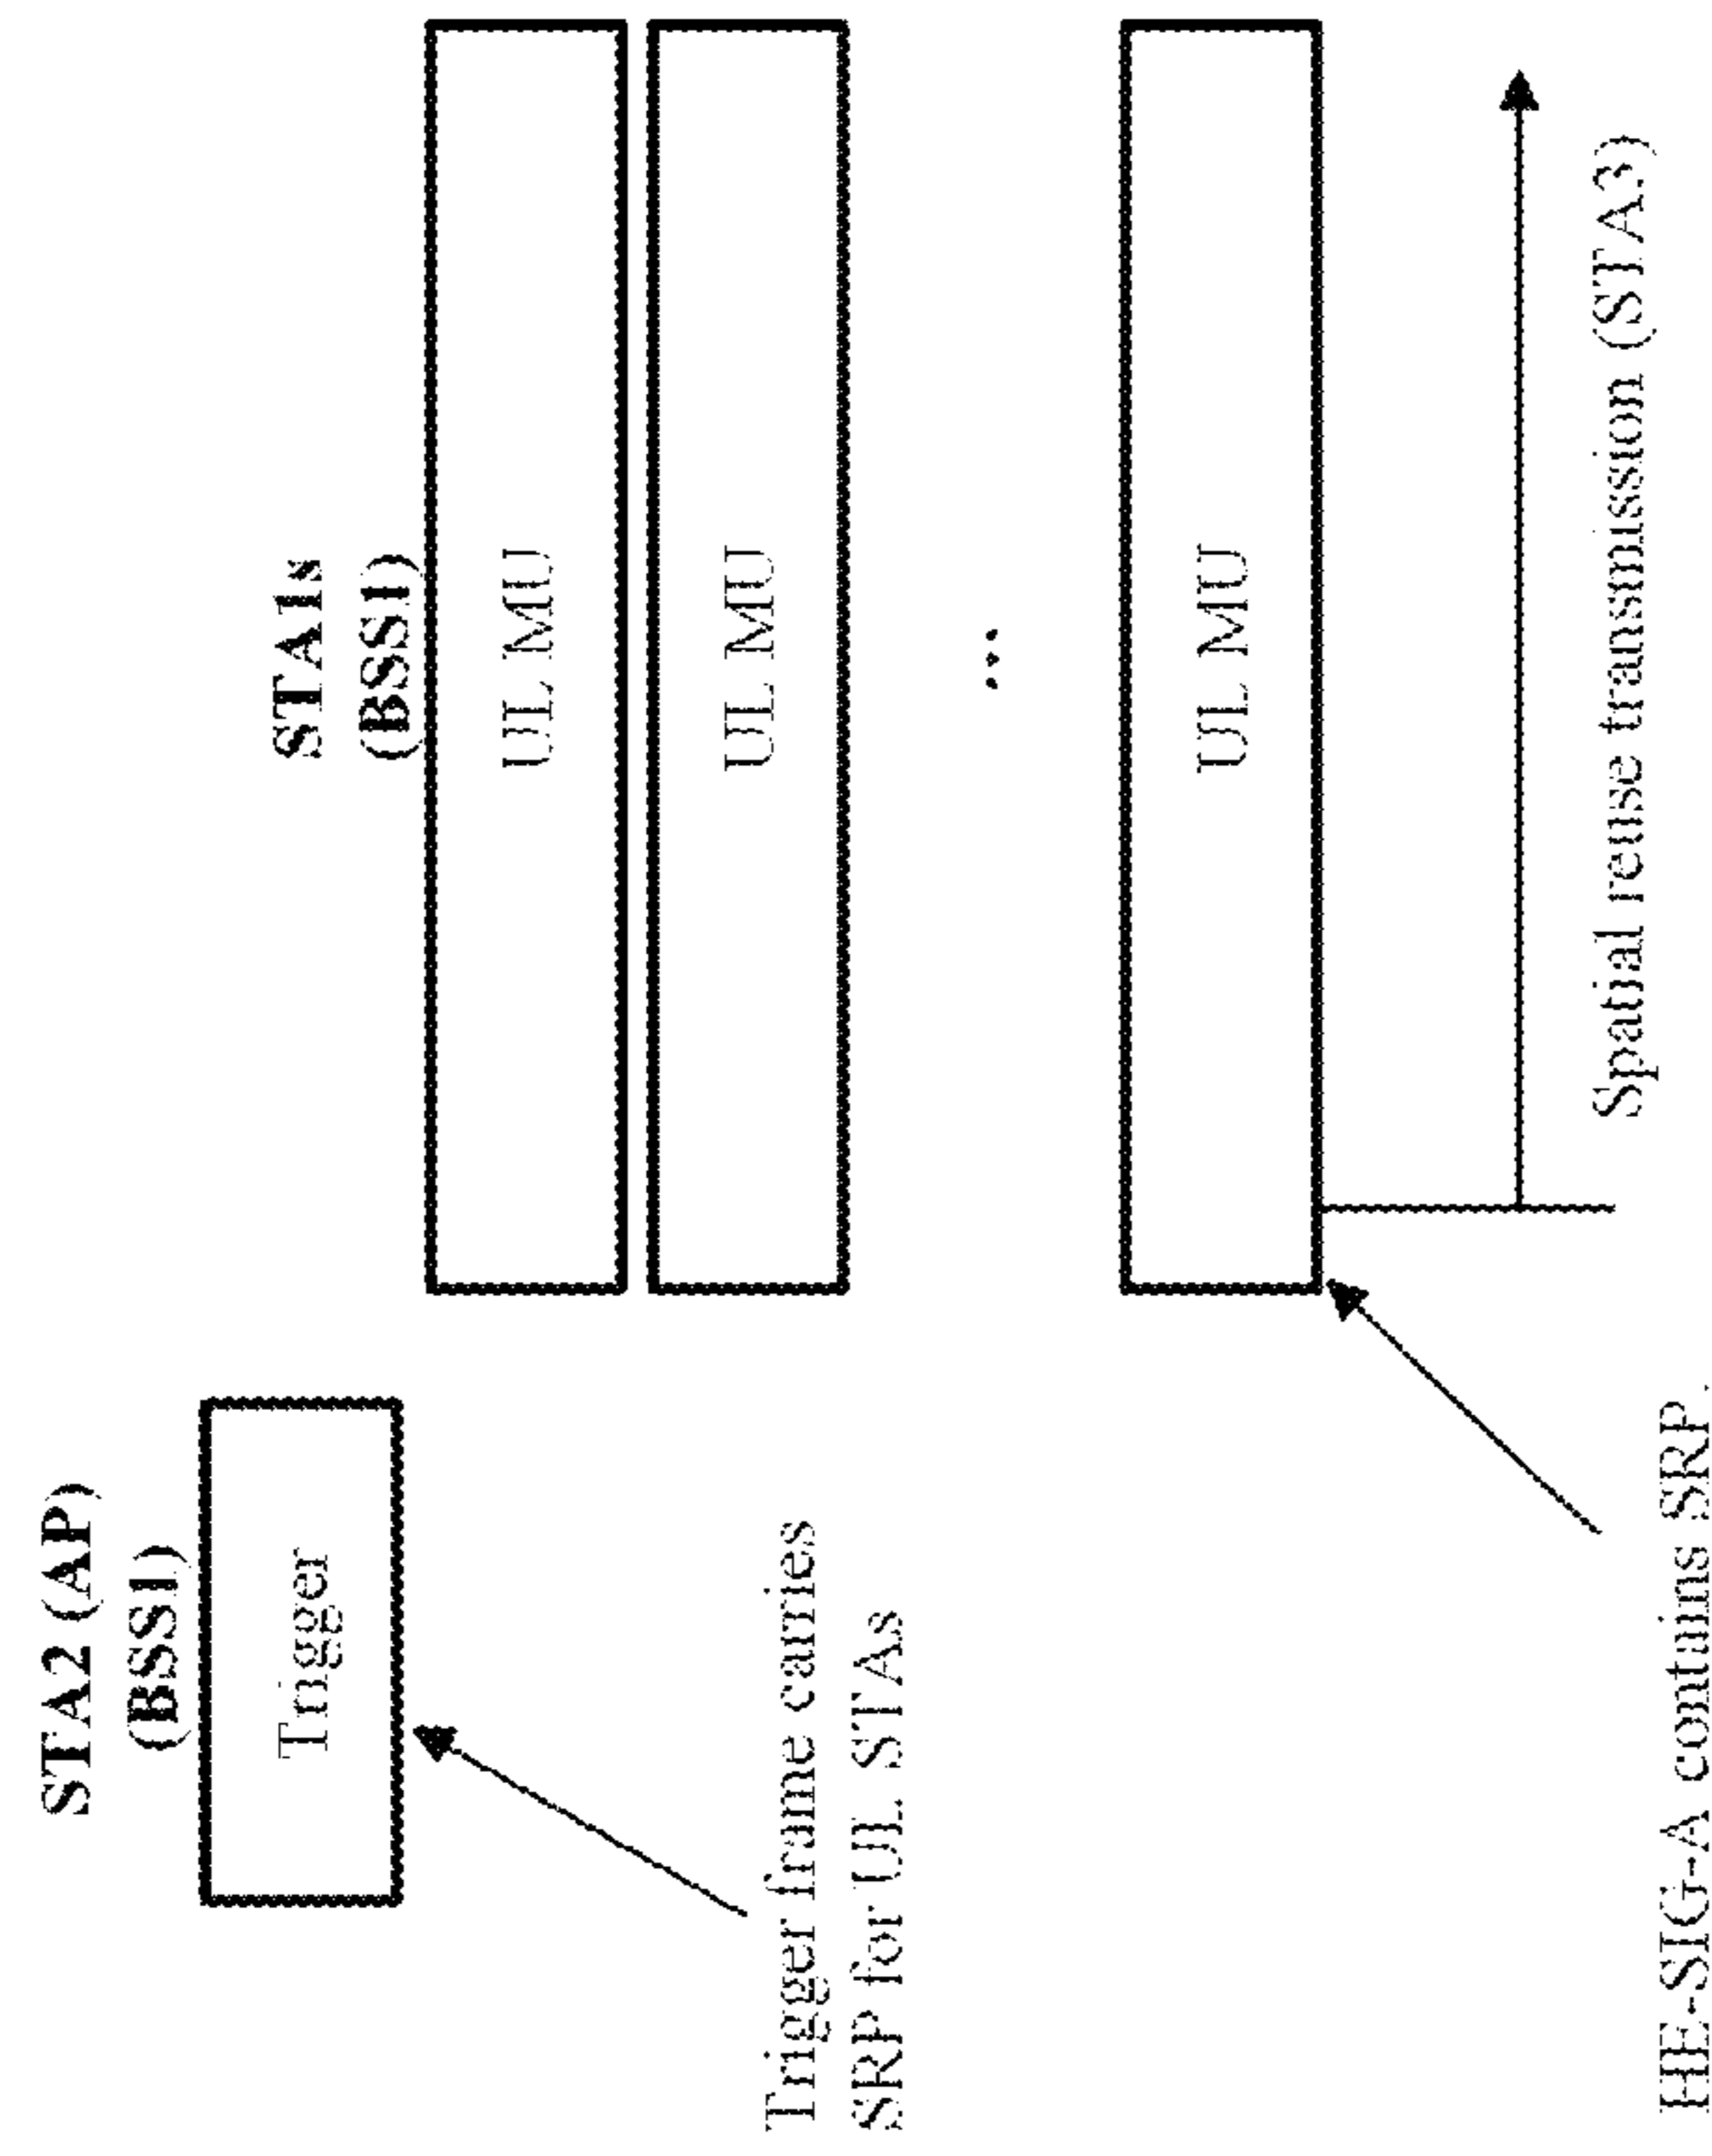 STA2 (AP)
(BSS1)
Trigger
Trigger frame carries
SRP for UL STAs
STA1s
(BSS1)
UL MU
UL MU
...
UL MU
HE-SIG-A contains SRP.
Spatial reuse transmission (STA3)